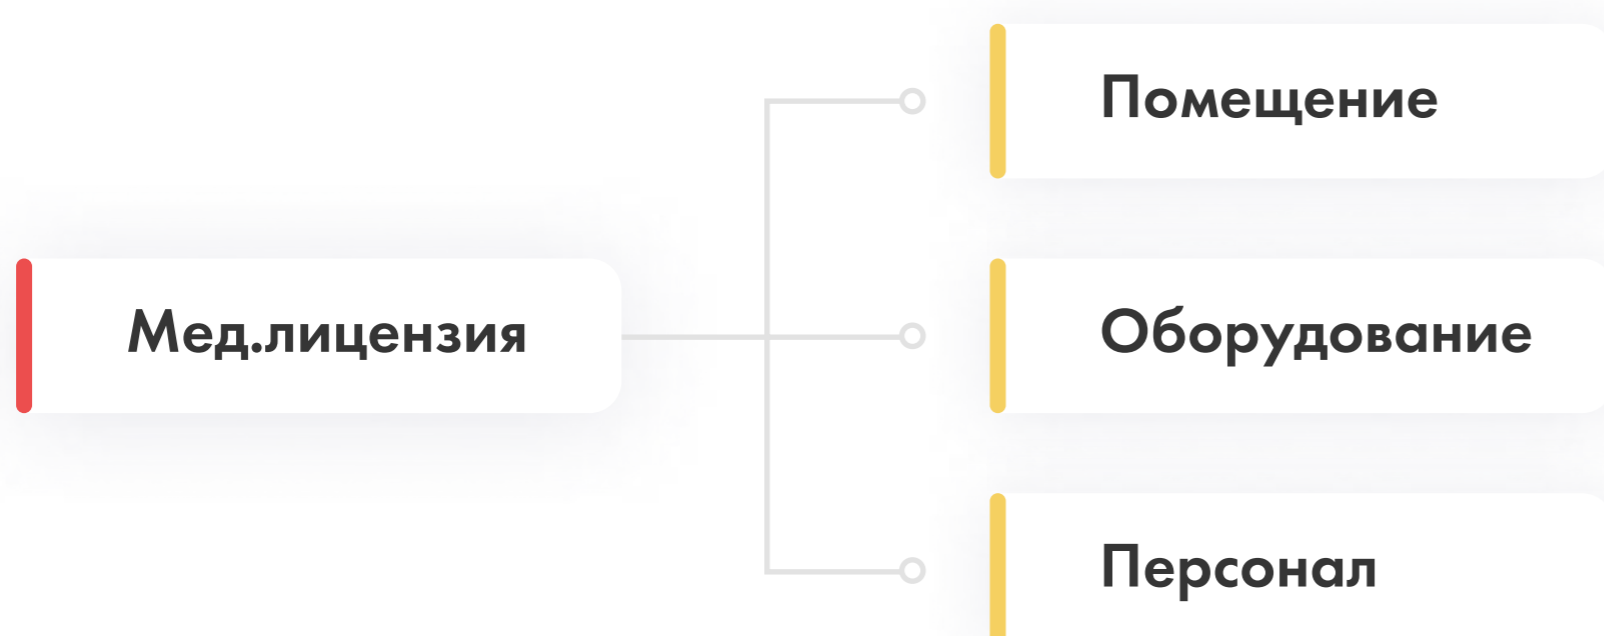 Помещение
Мед.лицензия
Оборудование
Персонал